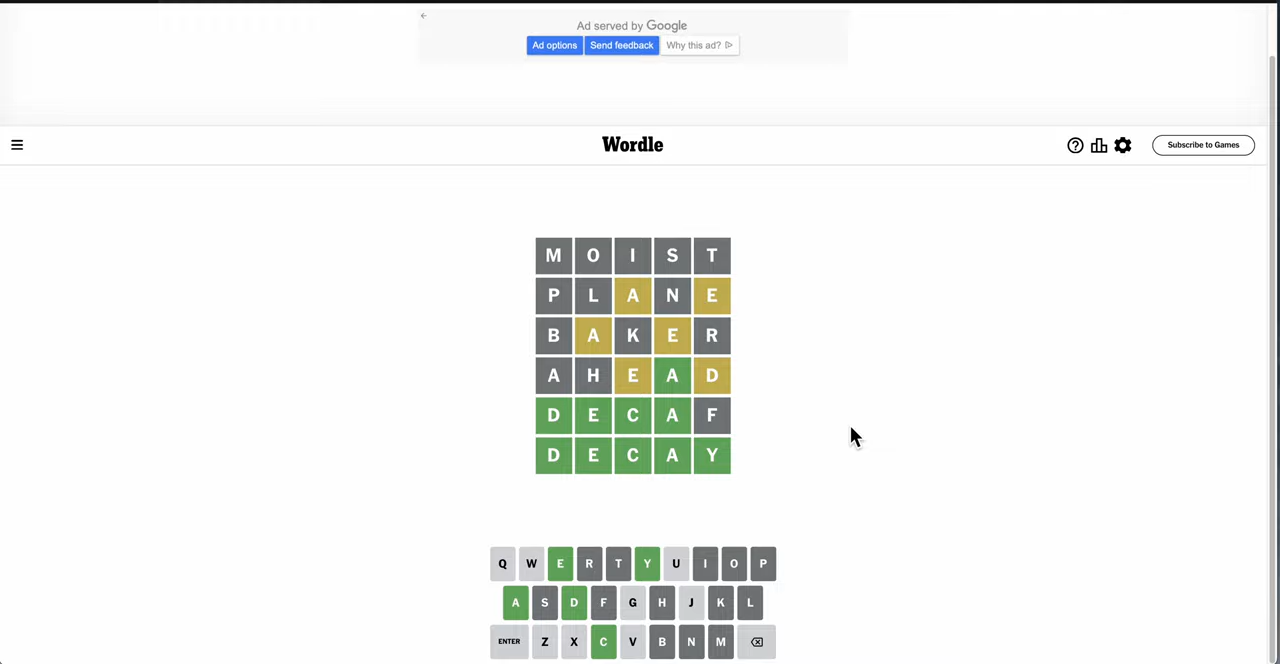 Ad served by Google
Ad options Send feedback Why this ad?
Wordle
Subscribe to Games
M O I S T
P L A N E
B A K E R
A H E A D
D E C A F
D E C A Y
Q W E R T Y U I O P
A S D F G H J K L
ENTER Z X C V B N M